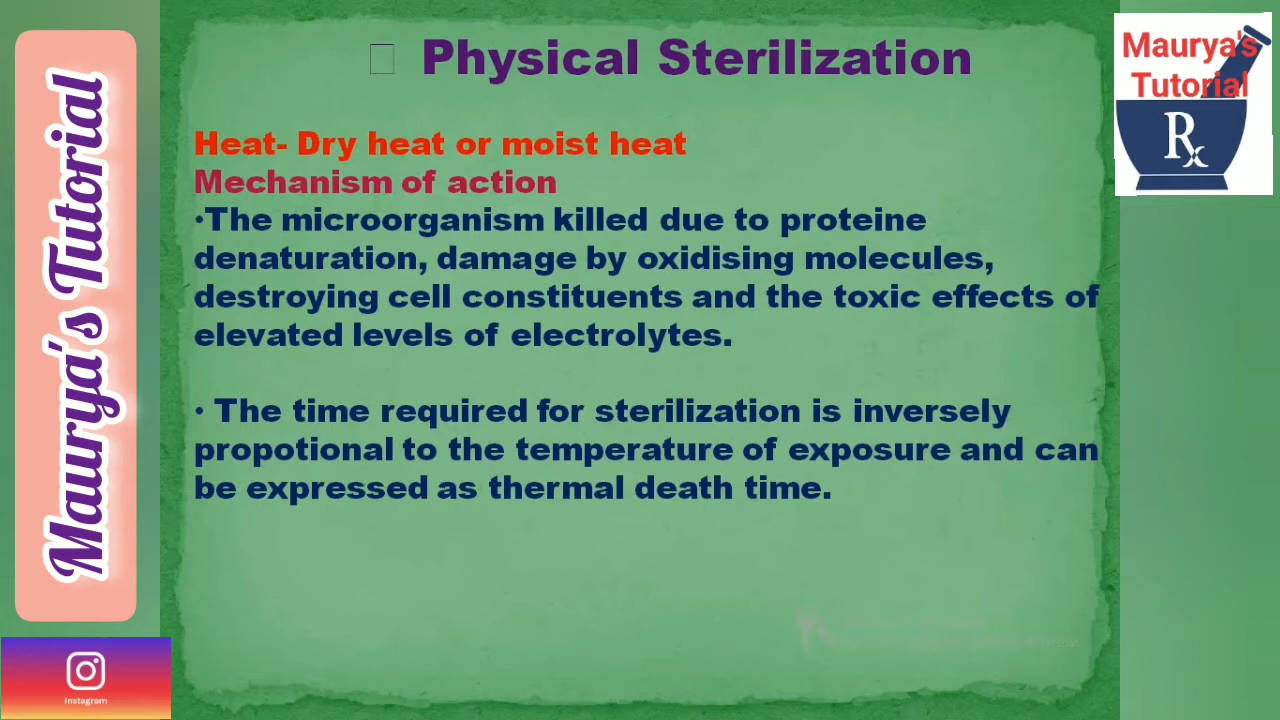 Physical Sterilization
Heat- Dry heat or moist heat
Mechanism of action
•The microorganism killed due to proteine
denaturation, damage by oxidising molecules,
destroying cell constituents and the toxic effects of
elevated levels of electrolytes.
• The time required for sterilization is inversely
propotional to the temperature of exposure and can
be expressed as thermal death time.
Maurya's Tutorial
Instagram
Maurya's
Tutorial
Rx